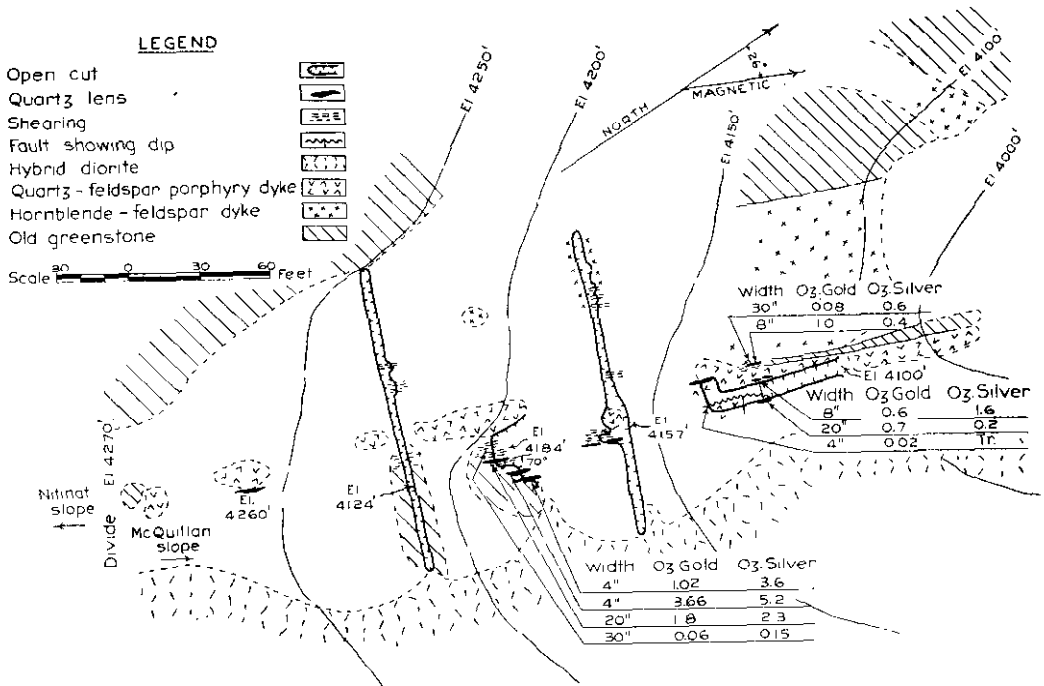 LEGEND
Open cut
Quartz lens
Shearing
Fault showing dip
Hybrid diorite
Quartz-feldspar porphyry dyke
Hornblende-feldspar dyke
Old greenstone
Scale 30 0 30 60 Feet
El 4250'
El 4200'
El 4150'
El 4100'
El 4000'
NORTH
MAGNETIC
26°
Width Oz.Gold Oz.Silver
30" 0.08 0.6
8" 1.0 0.4
El 4100'
Width Oz Gold Oz.Silver
8" 0.6 1.6
20" 0.7 0.2
4" 0.02 Tr.
El
4157'
El
4184'
70°
El
4124'
El.
4260'
Divide El 4270'
Nitinat
slope
McQuillan
slope
Width Oz Gold Oz.Silver
4" 1.02 3.6
4" 3.66 5.2
20" 1.8 2.3
30" 0.06 0.15